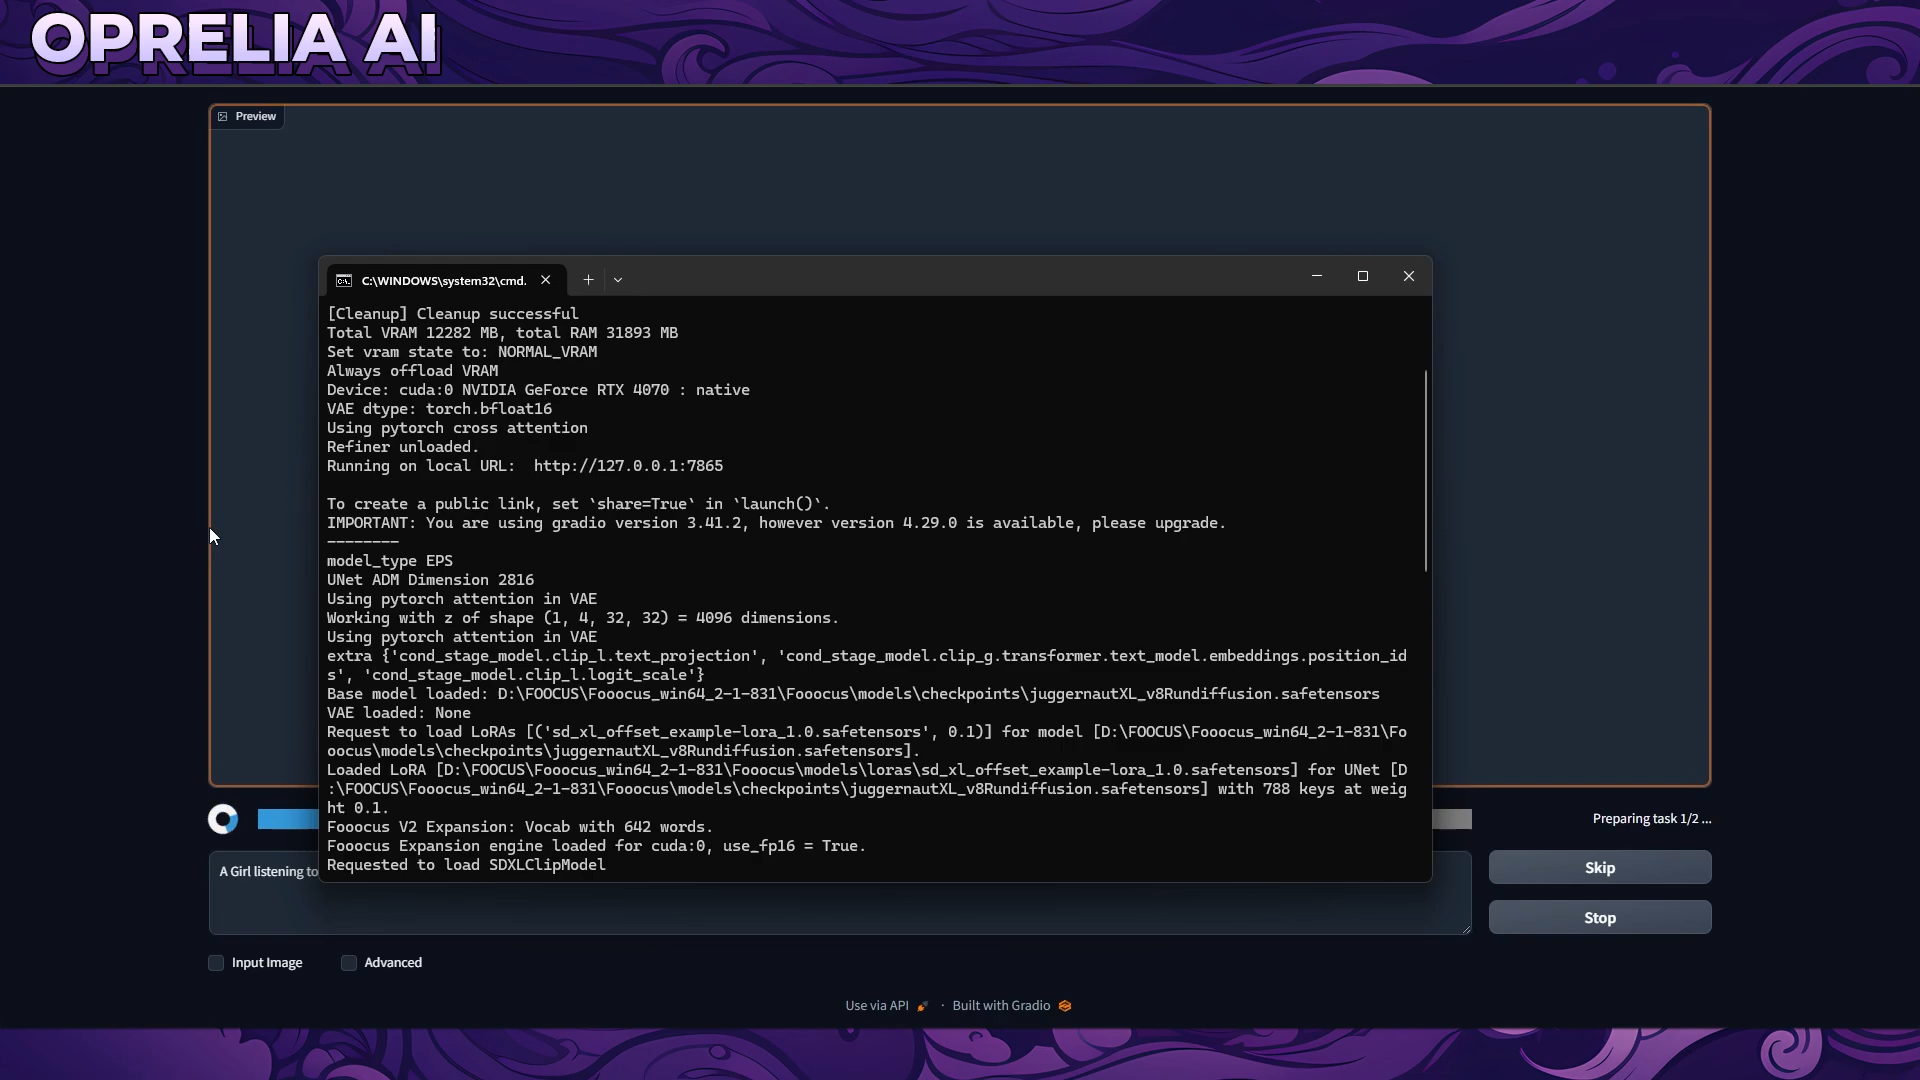 OPRELIA AI
Preview
C:\WINDOWS\system32\cmd.
[Cleanup] Cleanup successful
Total VRAM 12282 MB, total RAM 31893 MB
Set vram state to: NORMAL_VRAM
Always offload VRAM
Device: cuda:0 NVIDIA GeForce RTX 4070 : native
VAE dtype: torch.bfloat16
Using pytorch cross attention
Refiner unloaded.
Running on local URL:  http://127.0.0.1:7865
To create a public link, set `share=True` in `launch()`.
IMPORTANT: You are using gradio version 3.41.2, however version 4.29.0 is available, please upgrade.
--------
model_type EPS
UNet ADM Dimension 2816
Using pytorch attention in VAE
Working with z of shape (1, 4, 32, 32) = 4096 dimensions.
Using pytorch attention in VAE
extra {'cond_stage_model.clip_l.text_projection', 'cond_stage_model.clip_g.transformer.text_model.embeddings.position_id
s', 'cond_stage_model.clip_l.logit_scale'}
Base model loaded: D:\FOOCUS\Fooocus_win64_2-1-831\Fooocus\models\checkpoints\juggernautXL_v8Rundiffusion.safetensors
VAE loaded: None
Request to load LoRAs [('sd_xl_offset_example-lora_1.0.safetensors', 0.1)] for model [D:\FOOCUS\Fooocus_win64_2-1-831\Fo
oocus\models\checkpoints\juggernautXL_v8Rundiffusion.safetensors].
Loaded LoRA [D:\FOOCUS\Fooocus_win64_2-1-831\Fooocus\models\loras\sd_xl_offset_example-lora_1.0.safetensors] for UNet [D
:\FOOCUS\Fooocus_win64_2-1-831\Fooocus\models\checkpoints\juggernautXL_v8Rundiffusion.safetensors] with 788 keys at weig
ht 0.1.
Fooocus V2 Expansion: Vocab with 642 words.
Fooocus Expansion engine loaded for cuda:0, use_fp16 = True.
Requested to load SDXLClipModel
Preparing task 1/2 ...
A Girl listening to
Skip
Stop
Input Image
Advanced
Use via API · Built with Gradio